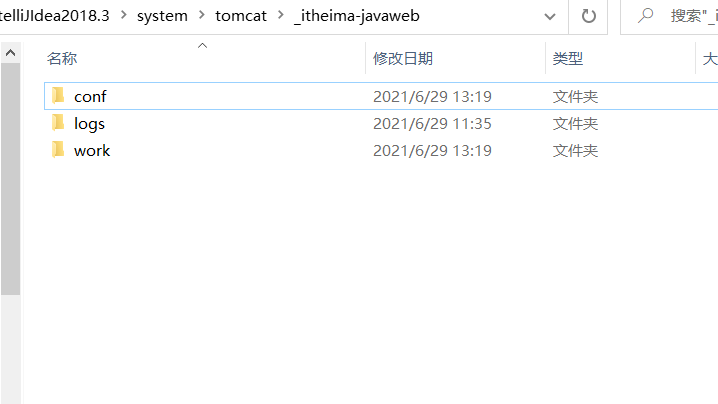 telliJIdea2018.3 > system > tomcat > _itheima-javaweb 搜索"_i
名称 修改日期 类型 大
conf 2021/6/29 13:19 文件夹
logs 2021/6/29 11:35 文件夹
work 2021/6/29 13:19 文件夹